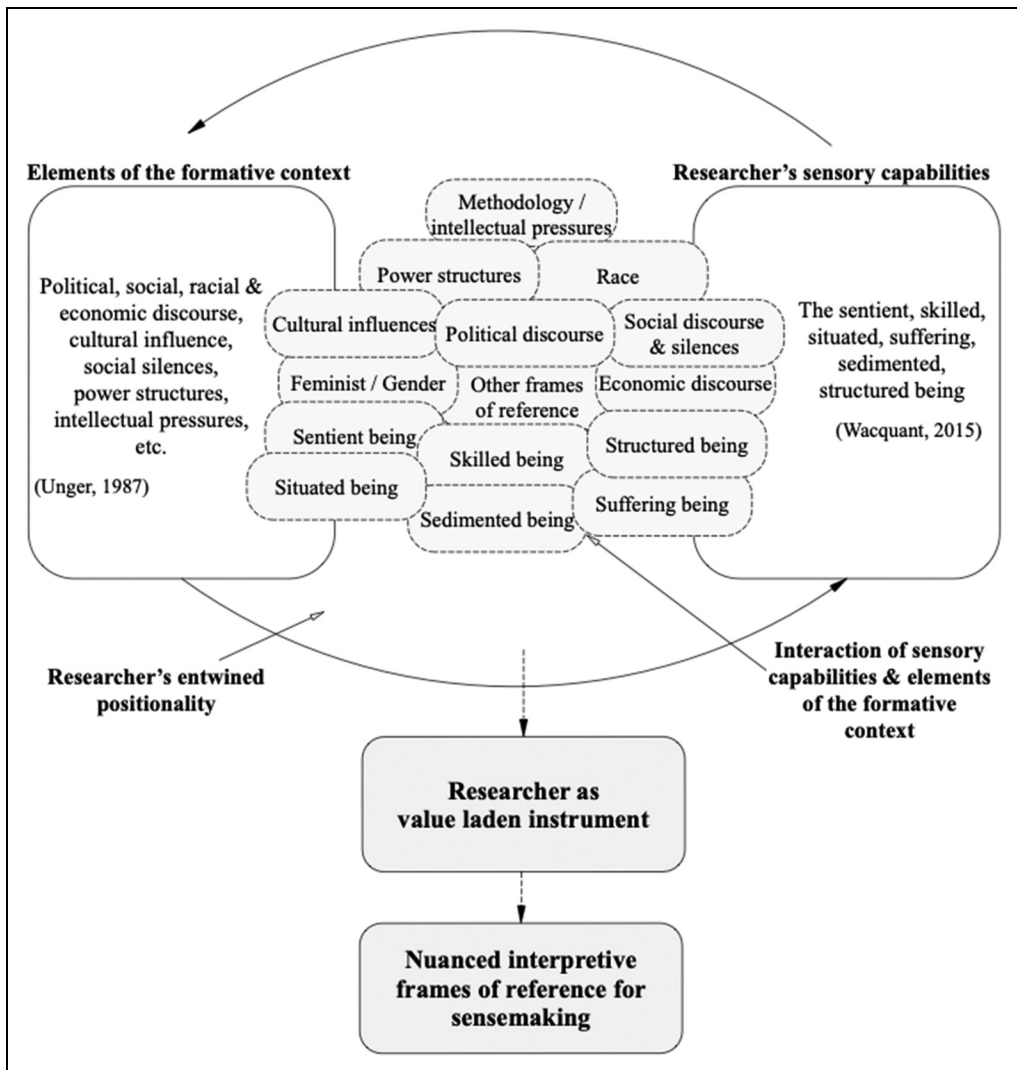 Elements of the formative context
Political, social, racial &
economic discourse,
cultural influence,
social silences,
power structures,
intellectual pressures,
etc.
(Unger, 1987)
Methodology /
intellectual pressures
Power structures
Race
Cultural influences
Political discourse
Social discourse
& silences
Feminist / Gender
Other frames
of reference
Economic discourse
Sentient being
Skilled being
Structured being
Situated being
Sedimented being
Suffering being
Researcher's sensory capabilities
The sentient, skilled,
situated, suffering,
sedimented,
structured being
(Wacquant, 2015)
Researcher’s entwined
positionality
Interaction of sensory
capabilities & elements
of the formative
context
Researcher as
value laden instrument
Nuanced interpretive
frames of reference for
sensemaking